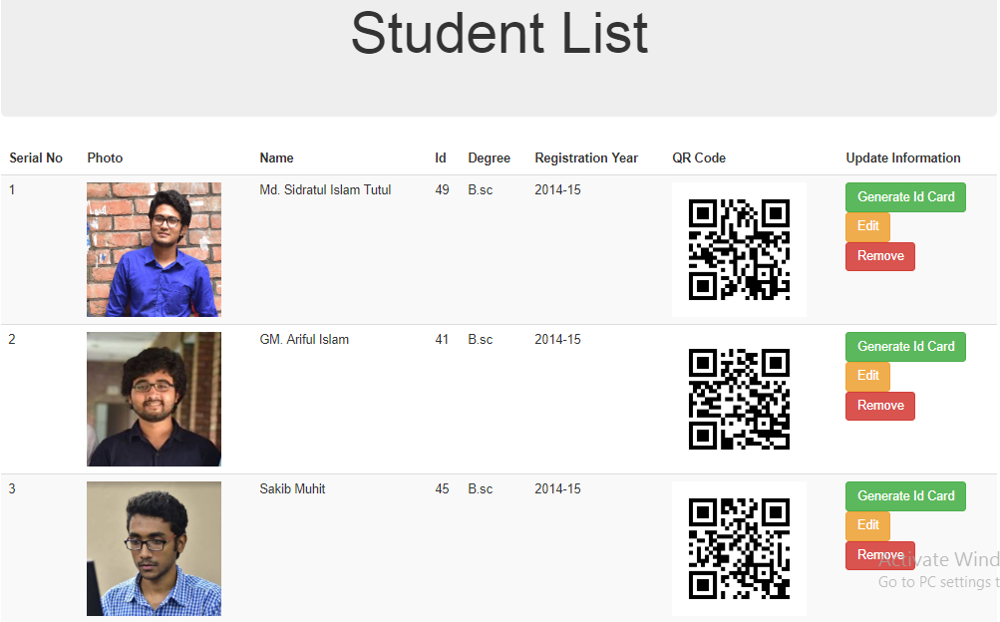 Student List
Serial No Photo Name Id Degree Registration Year QR Code Update Information
1 Md. Sidratul Islam Tutul 49 B.sc 2014-15 Generate Id Card
Edit
Remove
2 GM. Ariful Islam 41 B.sc 2014-15 Generate Id Card
Edit
Remove
3 Sakib Muhit 45 B.sc 2014-15 Generate Id Card
Edit
Remove
Activate Wind
Go to PC settings t